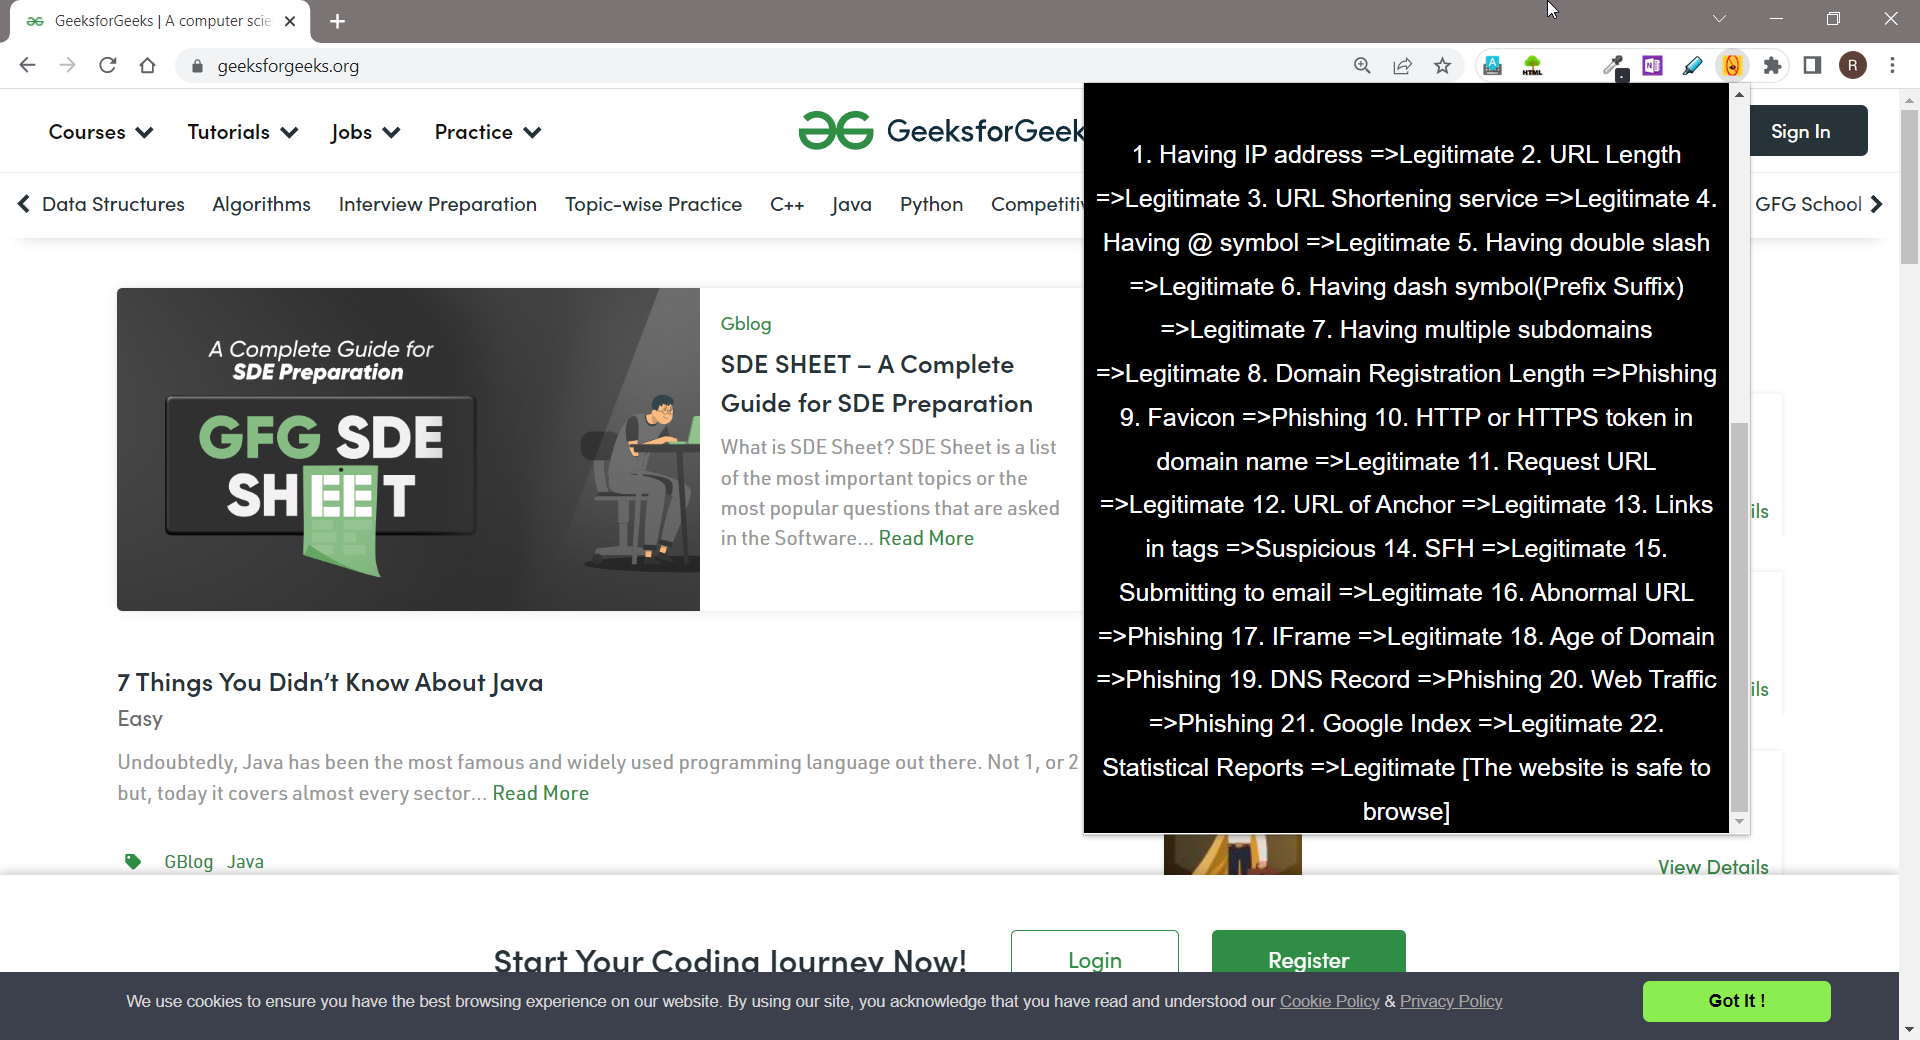 GeeksforGeeks | A computer scie
geeksforgeeks.org
A
HTML
N
R
Courses
Tutorials
Jobs
Practice
GeeksforGeek
Sign In
Data Structures
Algorithms
Interview Preparation
Topic-wise Practice
C++
Java
Python
Competitiv
GFG School
1. Having IP address =>Legitimate 2. URL Length
=>Legitimate 3. URL Shortening service =>Legitimate 4.
Having @ symbol =>Legitimate 5. Having double slash
=>Legitimate 6. Having dash symbol(Prefix Suffix)
=>Legitimate 7. Having multiple subdomains
=>Legitimate 8. Domain Registration Length =>Phishing
9. Favicon =>Phishing 10. HTTP or HTTPS token in
domain name =>Legitimate 11. Request URL
=>Legitimate 12. URL of Anchor =>Legitimate 13. Links
in tags =>Suspicious 14. SFH =>Legitimate 15.
Submitting to email =>Legitimate 16. Abnormal URL
=>Phishing 17. IFrame =>Legitimate 18. Age of Domain
=>Phishing 19. DNS Record =>Phishing 20. Web Traffic
=>Phishing 21. Google Index =>Legitimate 22.
Statistical Reports =>Legitimate [The website is safe to
browse]
A Complete Guide for
SDE Preparation
GFG SDE
SHEET
Gblog
SDE SHEET – A Complete
Guide for SDE Preparation
What is SDE Sheet? SDE Sheet is a list
of the most important topics or the
most popular questions that are asked
in the Software... Read More
ils
ils
7 Things You Didn't Know About Java
Easy
Undoubtedly, Java has been the most famous and widely used programming language out there. Not 1, or 2
but, today it covers almost every sector... Read More
GBlog Java
View Details
Start Your Coding Journey Now!
Login
Register
We use cookies to ensure you have the best browsing experience on our website. By using our site, you acknowledge that you have read and understood our Cookie Policy & Privacy Policy
Got It !